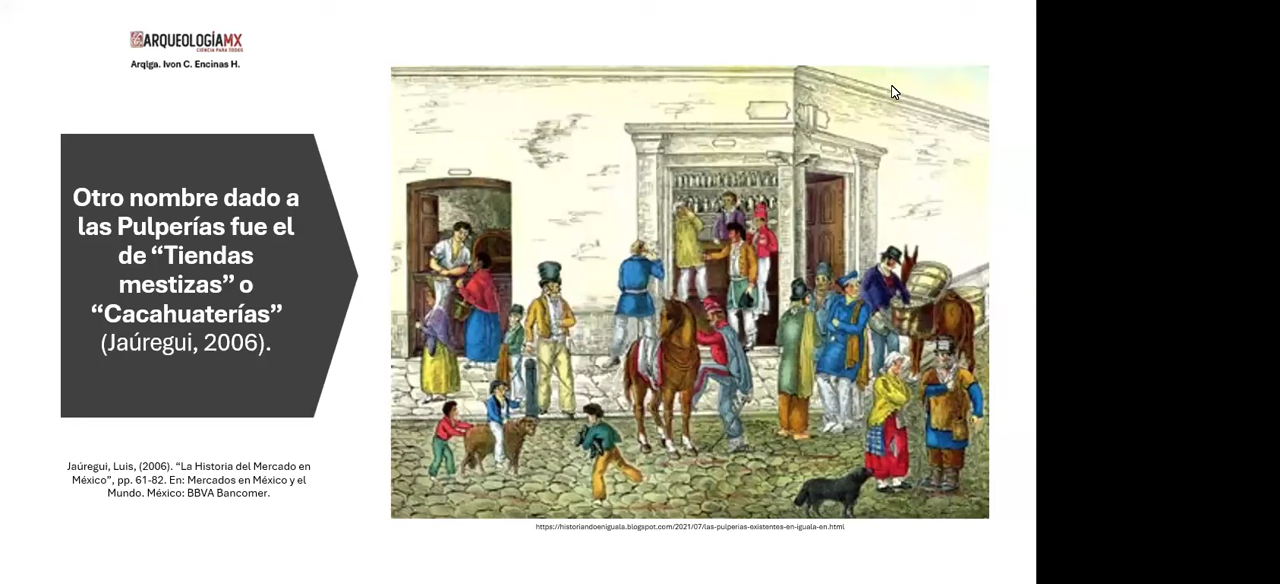 ARQUEOLOGÍAMX
CIENCIA PARA TODOS
Arqlga. Ivon C. Encinas H.
Otro nombre dado a
las Pulperías fue el
de “Tiendas
mestizas” o
“Cacahuaterías”
(Jaúregui, 2006).
Jaúregui, Luis, (2006). “La Historia del Mercado en
México”, pp. 61-82. En: Mercados en México y el
Mundo. México: BBVA Bancomer.
https://historiandoeniguala.blogspot.com/2021/07/las-pulperias-existentes-en-iguala-en.html